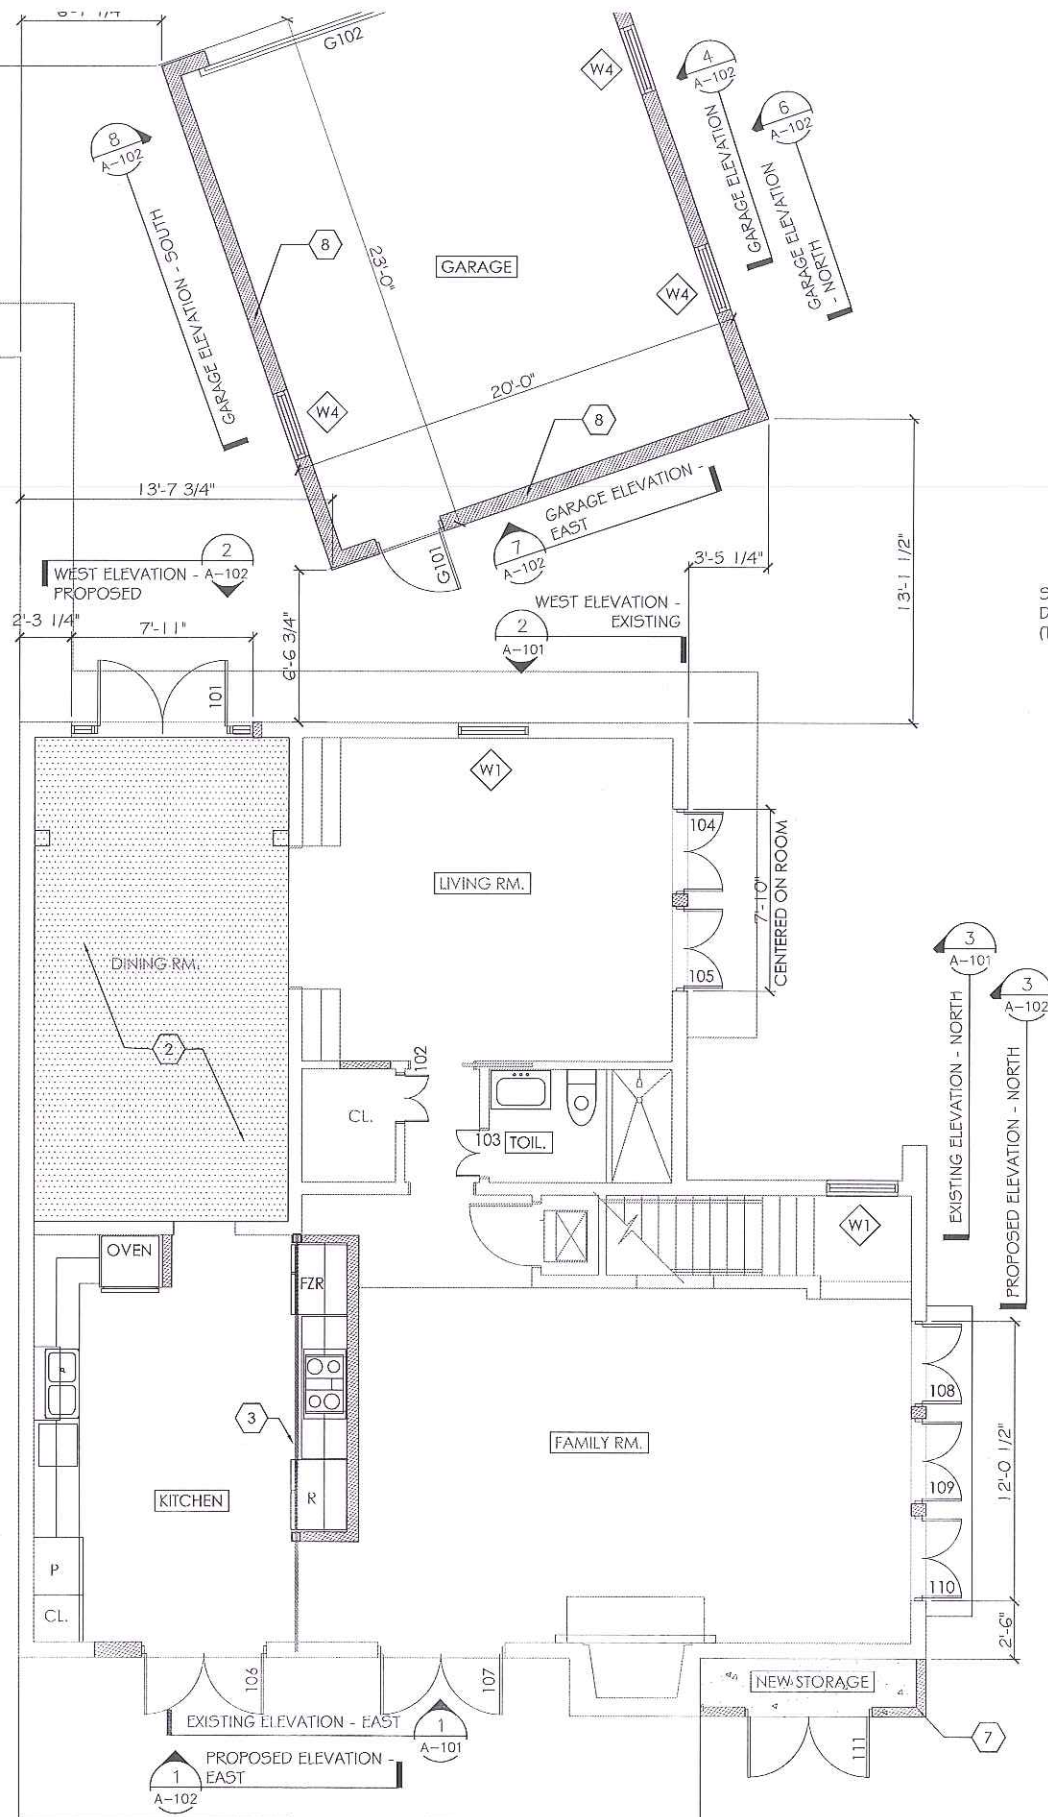 6'-1 1/4"
G102
W4
4
A-102
GARAGE ELEVATION
6
A-102
GARAGE ELEVATION
- NORTH
8
A-102
GARAGE ELEVATION - SOUTH
8
32'-0"
GARAGE
W4
20'-0"
W4
8
13'-7 3/4"
GARAGE ELEVATION -
EAST
7
A-102
G101
3'-5 1/4"
13'-1 1/2"
WEST ELEVATION -
PROPOSED
2
A-102
WEST ELEVATION -
EXISTING
2
A-101
2'-3 1/4"
7'-11"
6'-6 3/4"
101
W1
104
LIVING RM.
7'-10"
CENTERED ON ROOM
105
DINING RM.
2
3
A-101
EXISTING ELEVATION - NORTH
3
A-102
PROPOSED ELEVATION - NORTH
102
CL.
103
TOIL.
W1
OVEN
FZR
108
3
FAMILY RM.
12'-0 1/2"
109
KITCHEN
R
110
P
CL.
2'-6"
106
107
NEW STORAGE
EXISTING ELEVATION - EAST
1
A-101
7
111
PROPOSED ELEVATION -
EAST
1
A-102